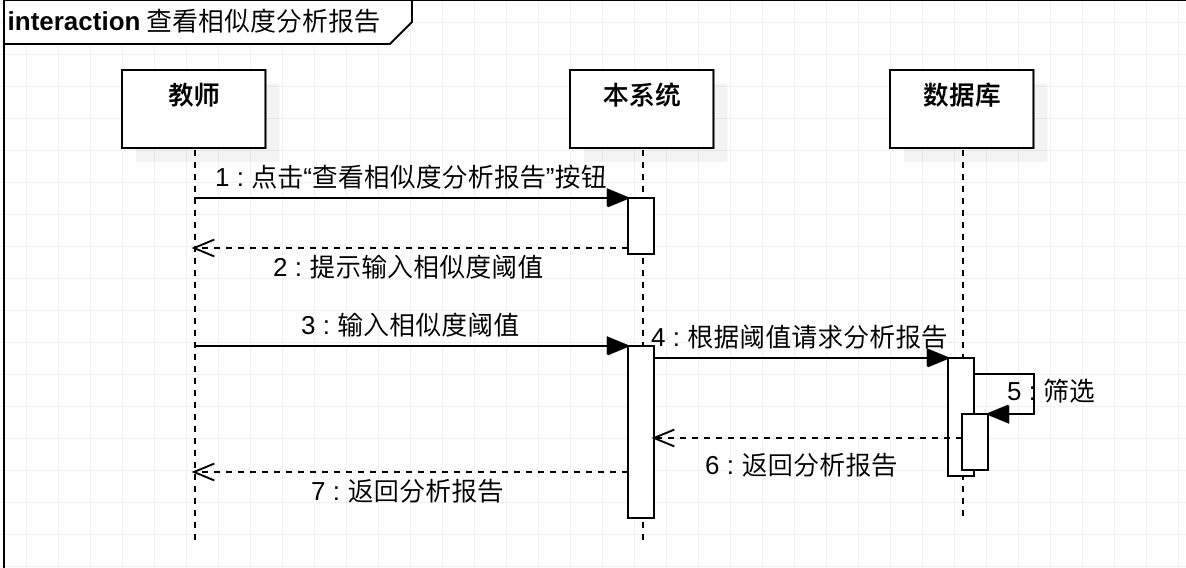 interaction 查看相似度分析报告
教师
本系统
数据库
1 : 点击“查看相似度分析报告”按钮
2 : 提示输入相似度阈值
3 : 输入相似度阈值
4 : 根据阈值请求分析报告
5 : 筛选
6 : 返回分析报告
7 : 返回分析报告